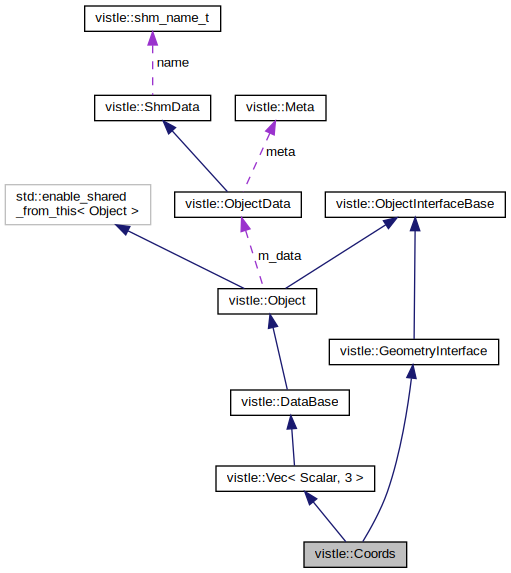 vistle::shm_name_t
name
vistle::ShmData
vistle::Meta
meta
std::enable_shared
_from_this< Object >
vistle::ObjectData
vistle::ObjectInterfaceBase
m_data
vistle::Object
vistle::GeometryInterface
vistle::DataBase
vistle::Vec< Scalar, 3 >
vistle::Coords